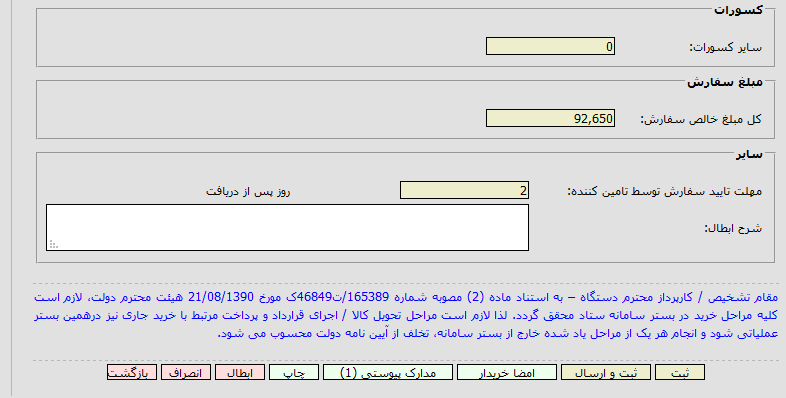 کسورات
سایر کسورات: 0
مبلغ سفارش
کل مبلغ خالص سفارش: 92,650
سایر
مهلت تایید سفارش توسط تامین کننده: 2 روز پس از دریافت
شرح ابطال:
مقام تشخیص / کارپرداز محترم دستگاه – به استناد ماده (2) مصوبه شماره 165389/ت46849ک مورخ 21/08/1390 هیئت محترم دولت، لازم است
کلیه مراحل خرید در بستر سامانه ستاد محقق گردد. لذا لازم است مراحل تحویل کالا / اجرای قرارداد و پرداخت مرتبط با خرید جاری نیز درهمین بستر
عملیاتی شود و انجام هر یک از مراحل یاد شده خارج از بستر سامانه، تخلف از آیین نامه دولت محسوب می شود.
ثبت ثبت و ارسال امضا خریدار مدارک پیوستی (1) چاپ ابطال انصراف بازگشت